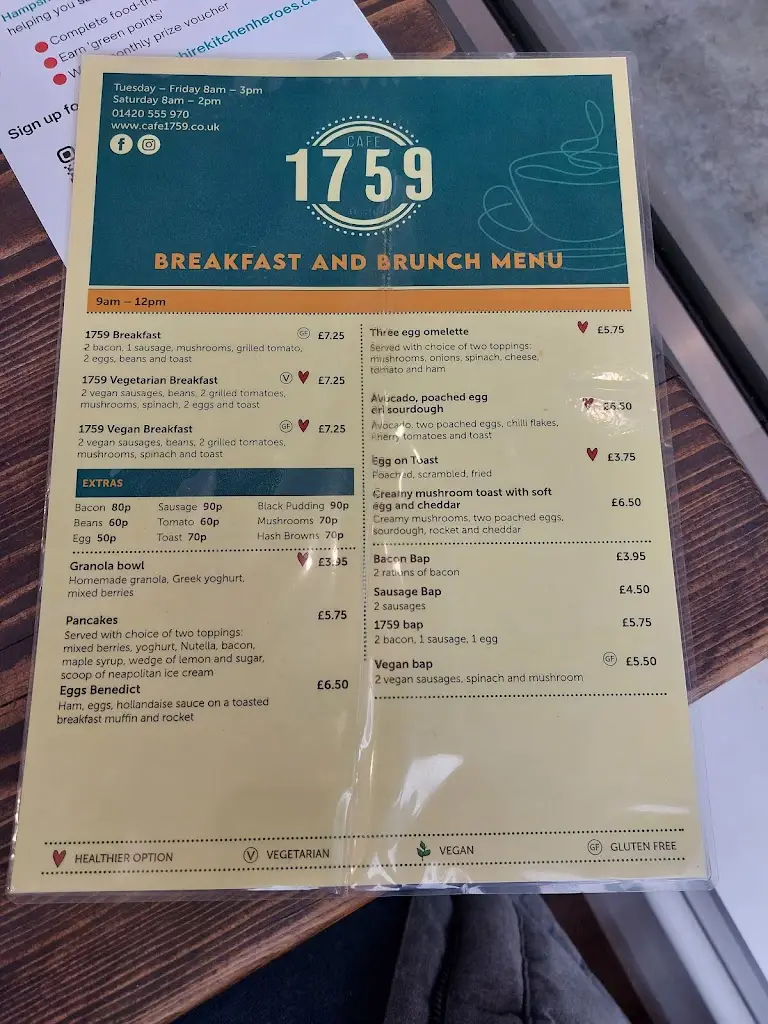 Hampsh
helping you s
Complete food-th
Earn 'green points'
W monthly prize voucher
hirekitchenheroes.c
Sign up fo
Tuesday – Friday 8am – 3pm
Saturday 8am – 2pm
01420 555 970
www.cafe1759.co.uk
CAFE
1759
BREAKFAST AND BRUNCH MENU
9am – 12pm
1759 Breakfast GF £7.25
2 bacon, 1 sausage, mushrooms, grilled tomato,
2 eggs, beans and toast
1759 Vegetarian Breakfast V £7.25
2 vegan sausages, beans, 2 grilled tomatoes,
mushrooms, spinach, 2 eggs and toast
1759 Vegan Breakfast GF £7.25
2 vegan sausages, beans, 2 grilled tomatoes,
mushrooms, spinach and toast
EXTRAS
Bacon 80p Sausage 90p Black Pudding 90p
Beans 60p Tomato 60p Mushrooms 70p
Egg 50p Toast 70p Hash Browns 70p
Granola bowl £3.95
Homemade granola, Greek yoghurt,
mixed berries
Pancakes £5.75
Served with choice of two toppings:
mixed berries, yoghurt, Nutella, bacon,
maple syrup, wedge of lemon and sugar,
scoop of neapolitan ice cream
Eggs Benedict £6.50
Ham, eggs, hollandaise sauce on a toasted
breakfast muffin and rocket
Three egg omelette £5.75
Served with choice of two toppings:
mushrooms, onions, spinach, cheese,
tomato and ham
Avocado, poached egg
on sourdough £6.50
Avocado, two poached eggs, chilli flakes,
cherry tomatoes and toast
Egg on Toast £3.75
Poached, scrambled, fried
Creamy mushroom toast with soft
egg and cheddar £6.50
Creamy mushrooms, two poached eggs,
sourdough, rocket and cheddar
Bacon Bap £3.95
2 rations of bacon
Sausage Bap £4.50
2 sausages
1759 bap £5.75
2 bacon, 1 sausage, 1 egg
Vegan bap GF £5.50
2 vegan sausages, spinach and mushroom
HEALTHIER OPTION V VEGETARIAN VEGAN GF GLUTEN FREE